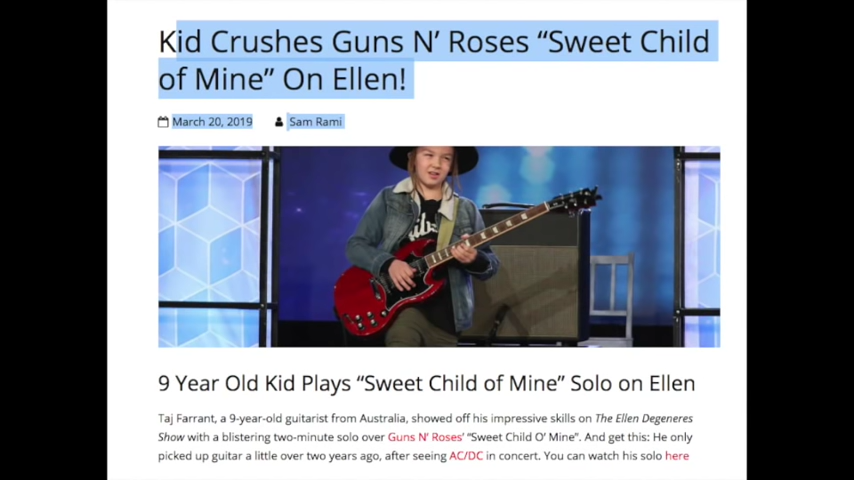 Kid Crushes Guns N’ Roses “Sweet Child
of Mine” On Ellen!
March 20, 2019 Sam Rami
9 Year Old Kid Plays “Sweet Child of Mine” Solo on Ellen
Taj Farrant, a 9-year-old guitarist from Australia, showed off his impressive skills on The Ellen Degeneres
Show with a blistering two-minute solo over Guns N’ Roses’ “Sweet Child O’ Mine”. And get this: He only
picked up guitar a little over two years ago, after seeing AC/DC in concert. You can watch his solo here